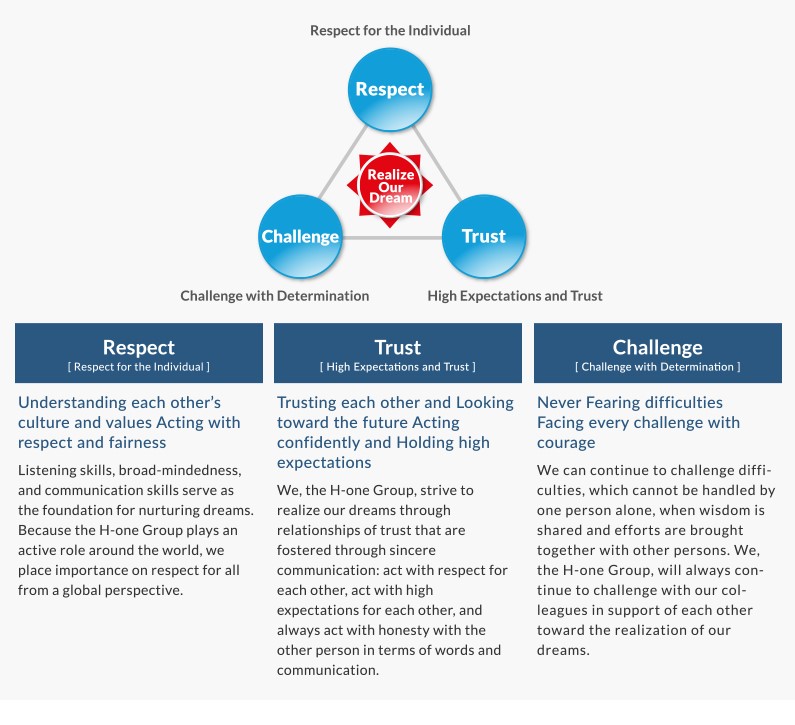 Respect for the Individual
Respect
Realize
Our
Dream
Challenge
Trust
Challenge with Determination
High Expectations and Trust
Respect
[ Respect for the Individual ]
Understanding each other's
culture and values Acting with
respect and fairness
Listening skills, broad-mindedness,
and communication skills serve as
the foundation for nurturing dreams.
Because the H-one Group plays an
active role around the world, we
place importance on respect for all
from a global perspective.
Trust
[ High Expectations and Trust ]
Trusting each other and Looking
toward the future Acting
confidently and Holding high
expectations
We, the H-one Group, strive to
realize our dreams through
relationships of trust that are
fostered through sincere
communication: act with respect for
each other, act with high
expectations for each other, and
always act with honesty with the
other person in terms of words and
communication.
Challenge
[ Challenge with Determination ]
Never Fearing difficulties
Facing every challenge with
courage
We can continue to challenge diffi-
culties, which cannot be handled by
one person alone, when wisdom is
shared and efforts are brought
together with other persons. We,
the H-one Group, will always con-
tinue to challenge with our col-
leagues in support of each other
toward the realization of our
dreams.